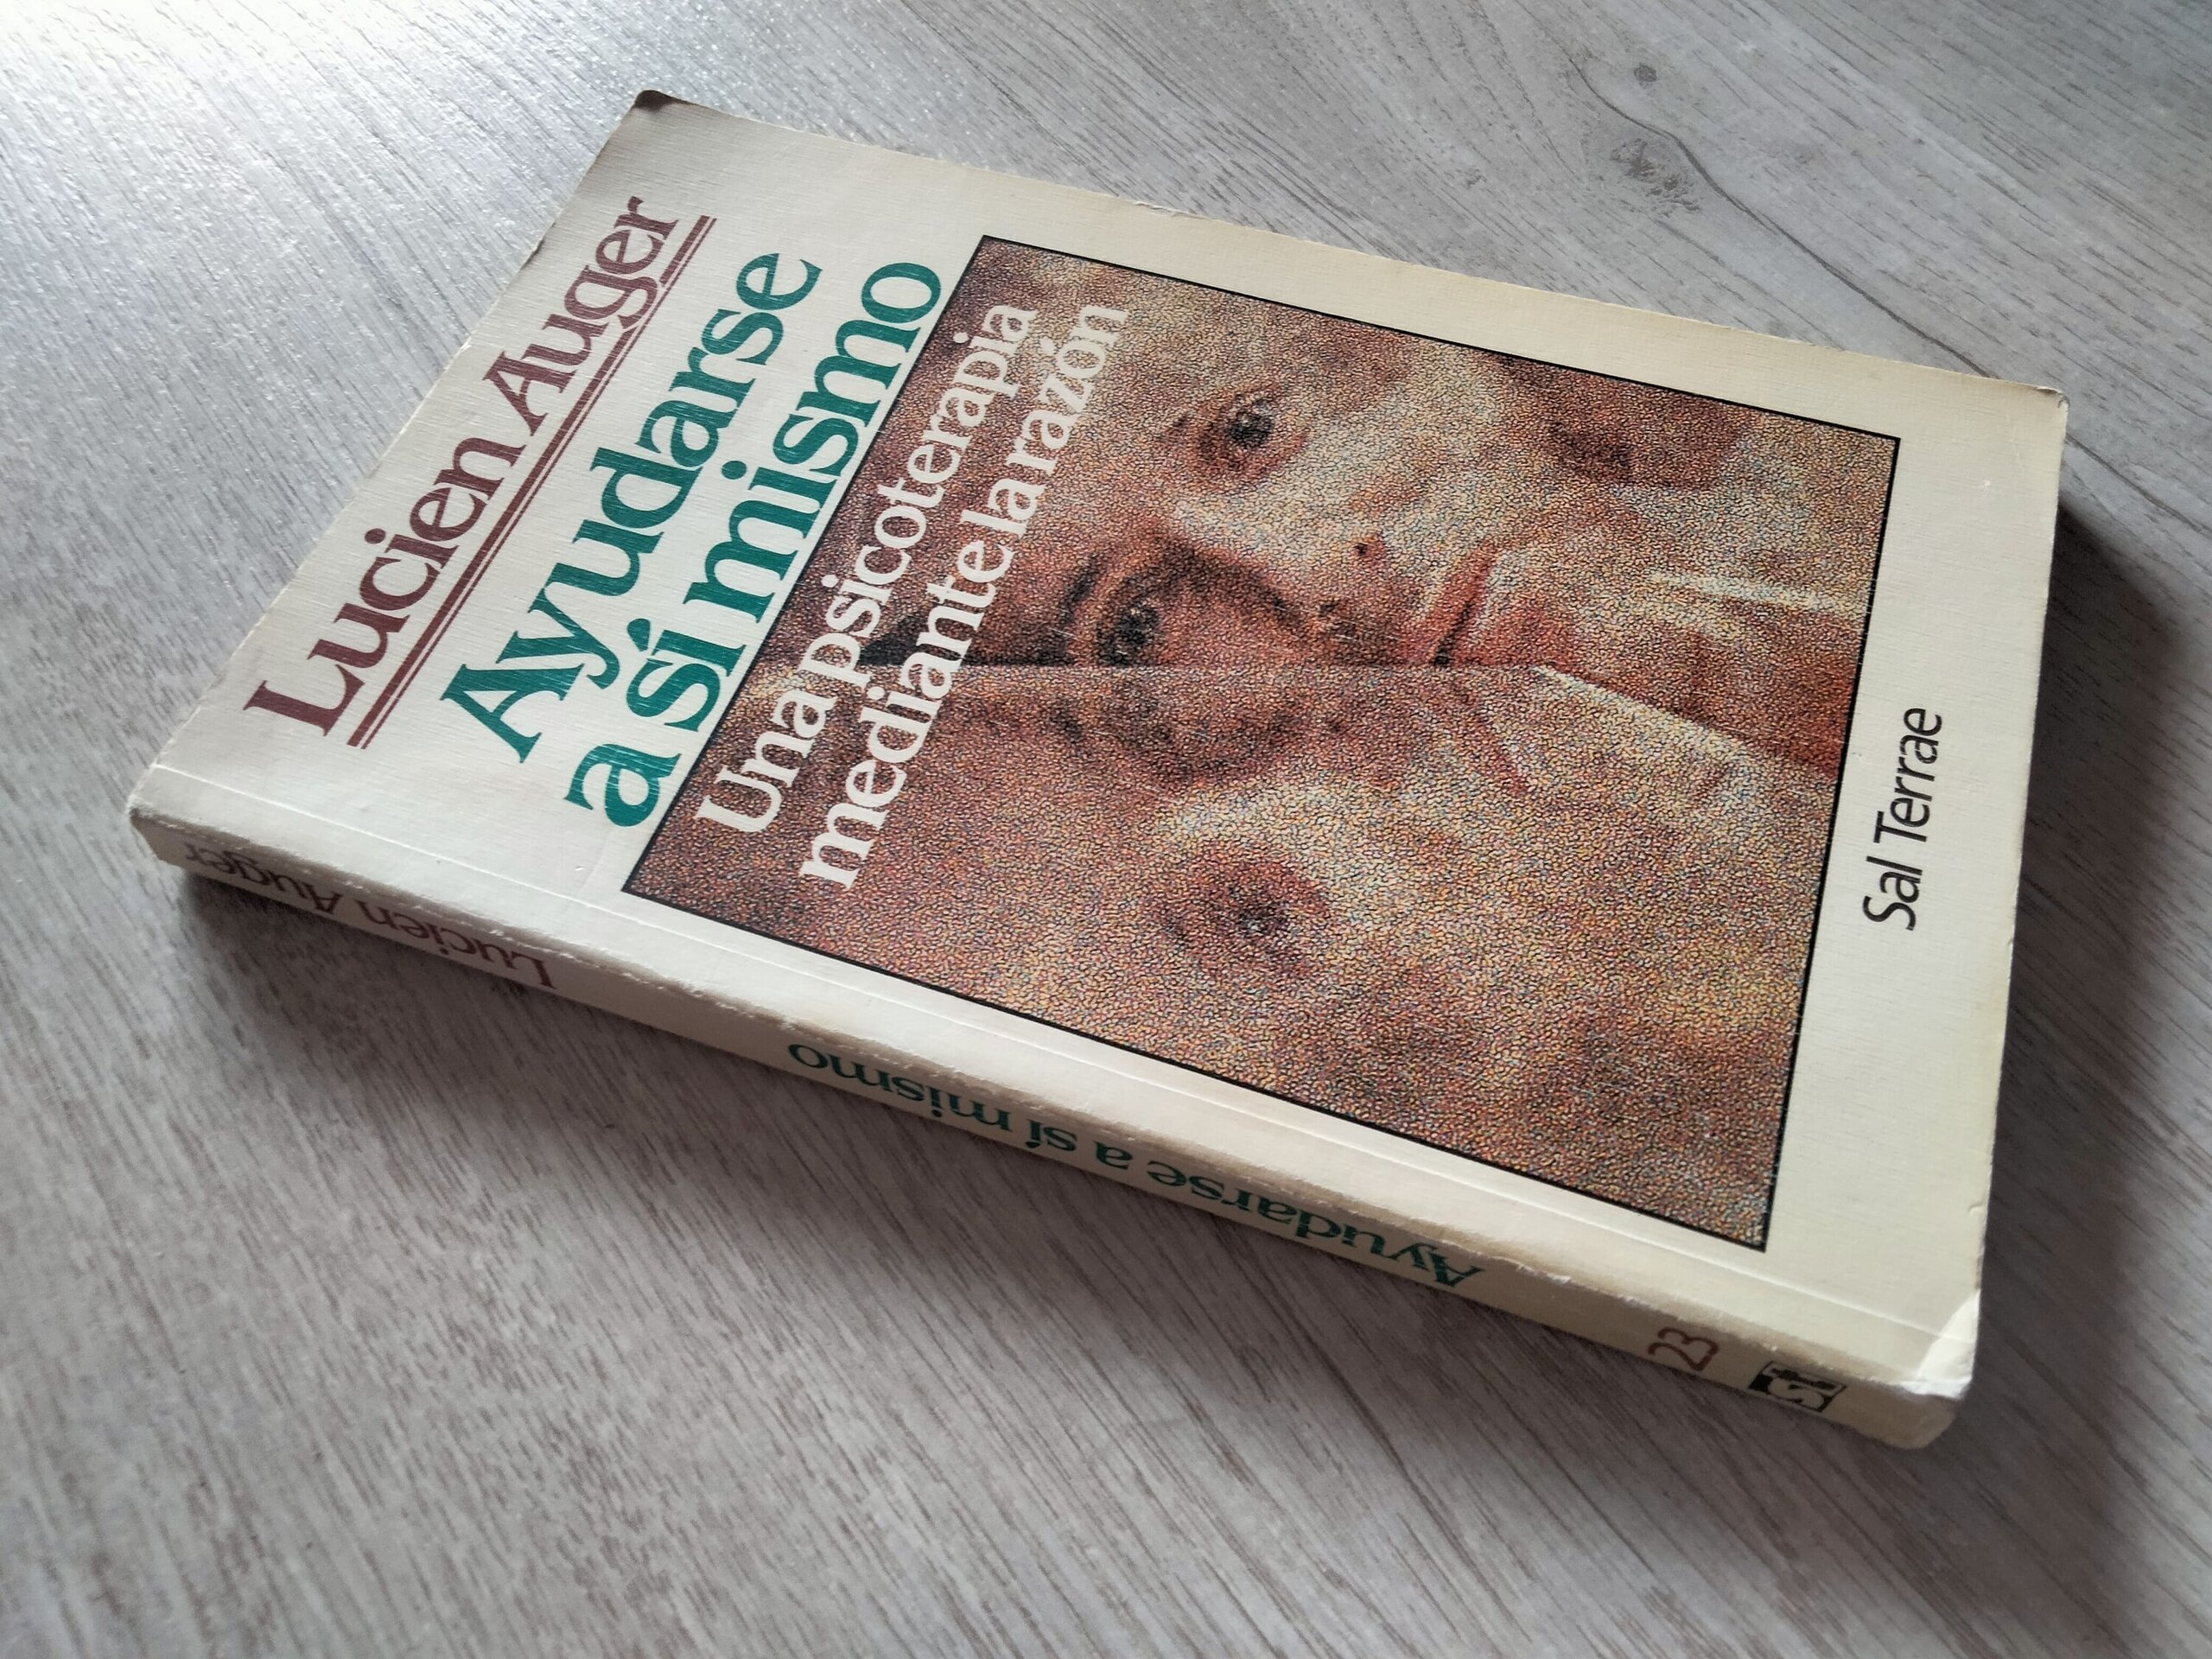 Lucien Auger
Ayudarse
a sí mismo
Una psicoterapia
mediante la razón
Sal Terrae
Lucien Auger
Ayudarse a sí mismo
23
st